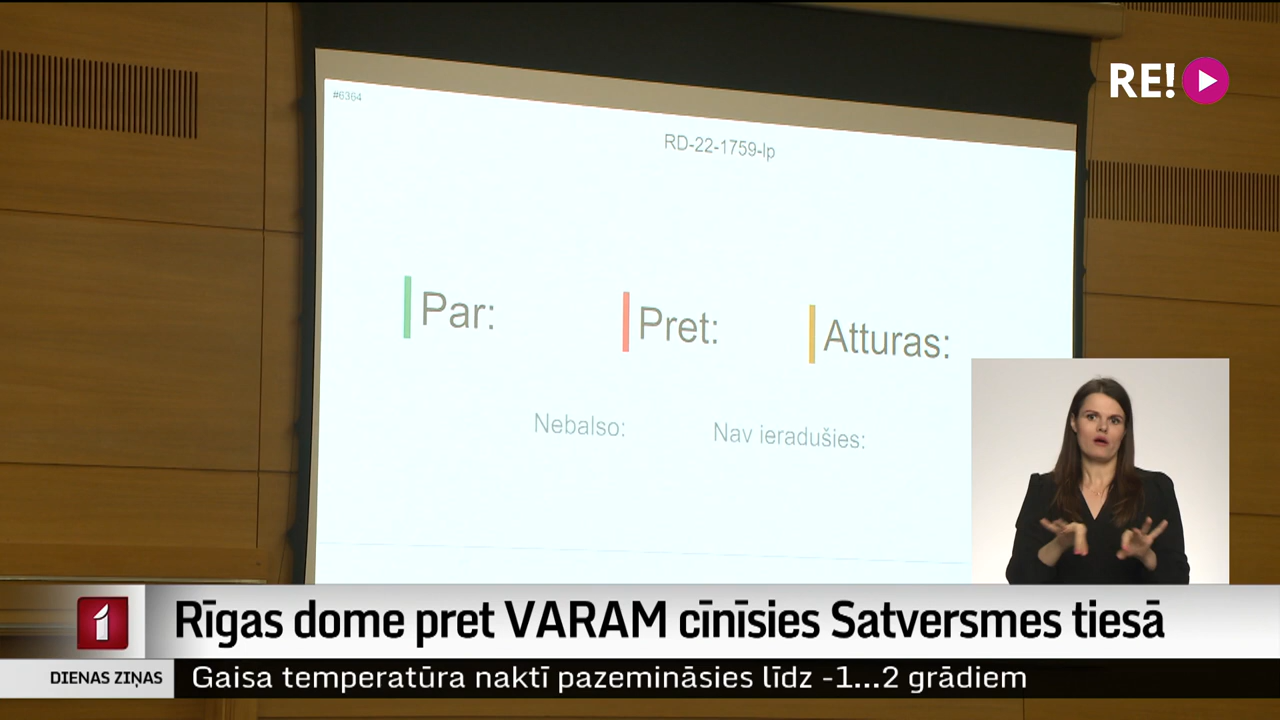 RE!
#6364
RD-22-1759-lp
Par:
Pret:
Atturas:
Nebalso:
Nav ieradušies:
1
Rīgas dome pret VARAM cīnīsies Satversmes tiesā
DIENAS ZIŅAS
Gaisa temperatūra naktī pazemināsies līdz -1...2 grādiem